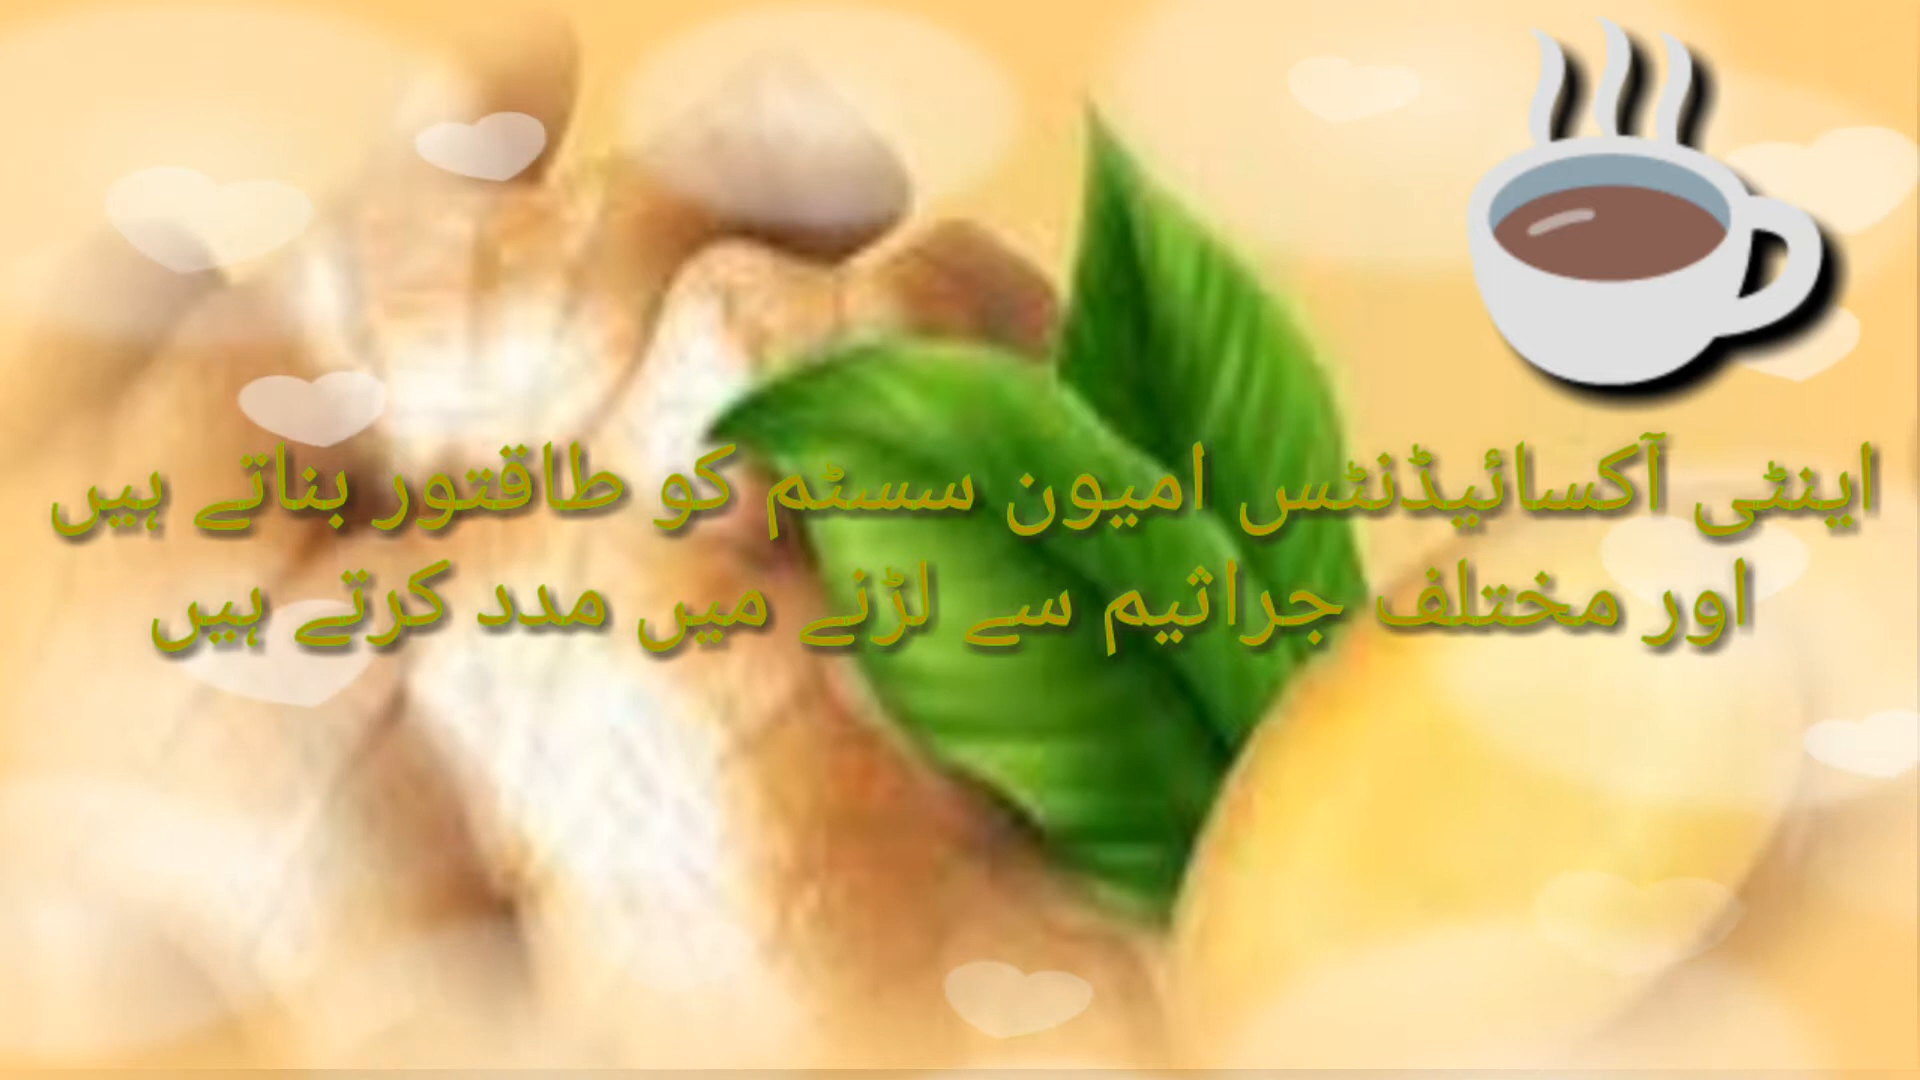 اینٹی آکسائیڈنٹس امیون سسٹم کو طاقتور بناتے ہیں
اور مختلف جراثیم سے لڑنے میں مدد کرتے ہیں